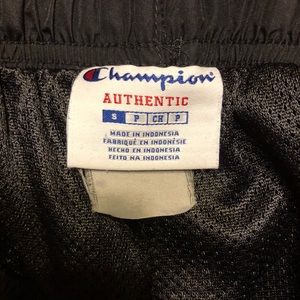 Champion
AUTHENTIC
S P CH P
MADE IN INDONESIA
FABRIQUÉ EN INDONÉSIE
HECHO EN INDONESIA
FEITO NA INDONÉSIA